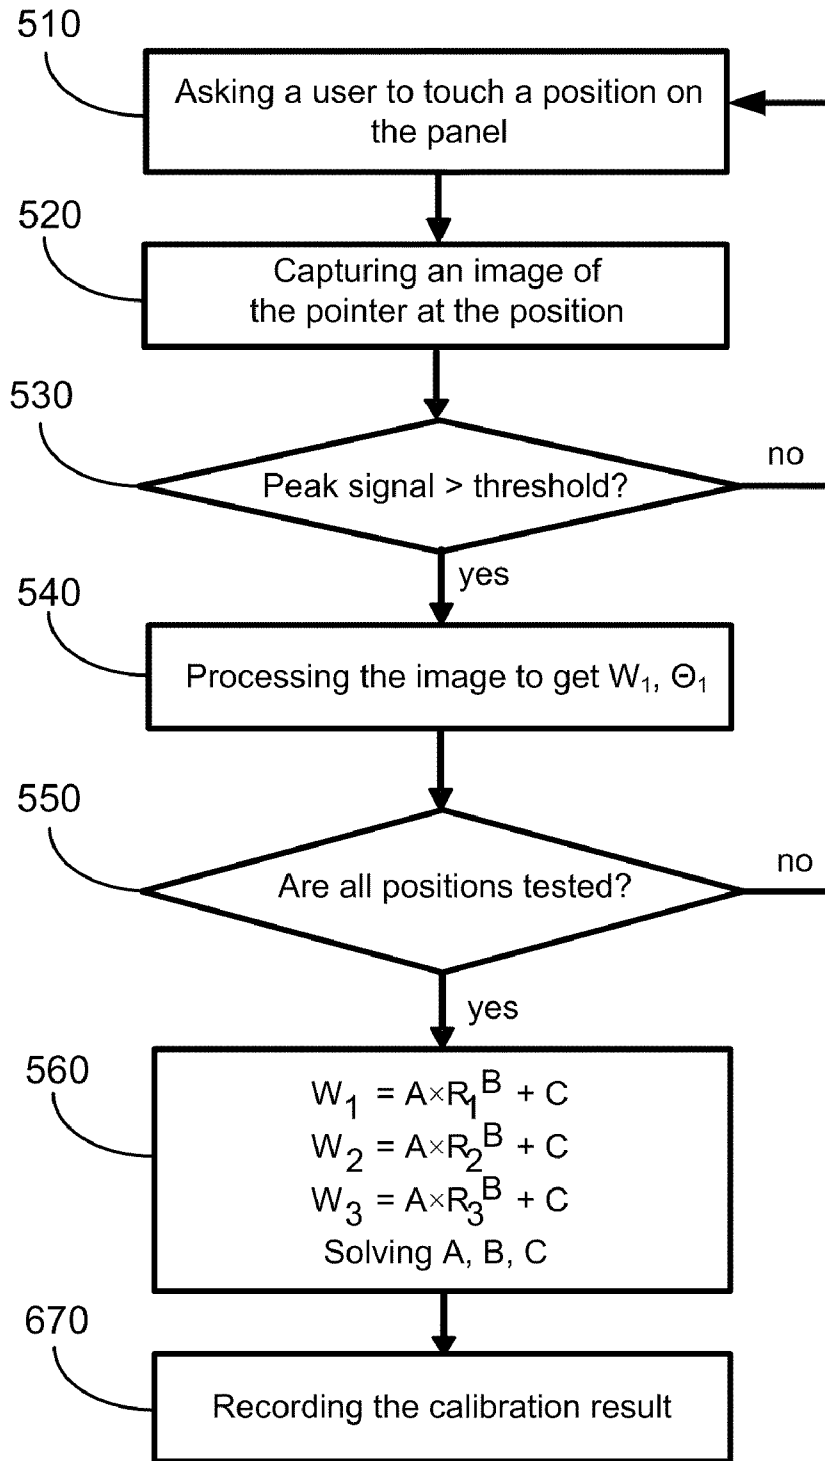 510
Asking a user to touch a position on
the panel
520
Capturing an image of
the pointer at the position
530
Peak signal > threshold?
no
yes
540
Processing the image to get W₁, Θ₁
550
Are all positions tested?
no
yes
560
W₁ = A×R₁ᴮ + C
W₂ = A×R₂ᴮ + C
W₃ = A×R₃ᴮ + C
Solving A, B, C
670
Recording the calibration result